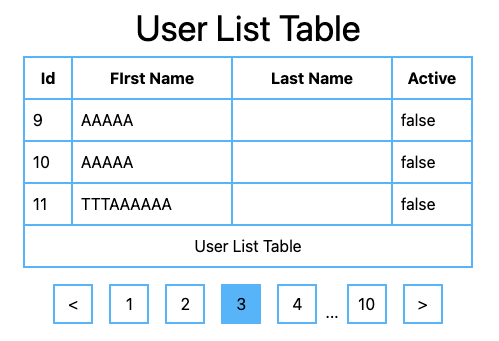 User List Table
Id FIrst Name Last Name Active
9 AAAAA false
10 AAAAA false
11 TTTAAAAAA false
User List Table
< 1 2 3 4 ... 10 >